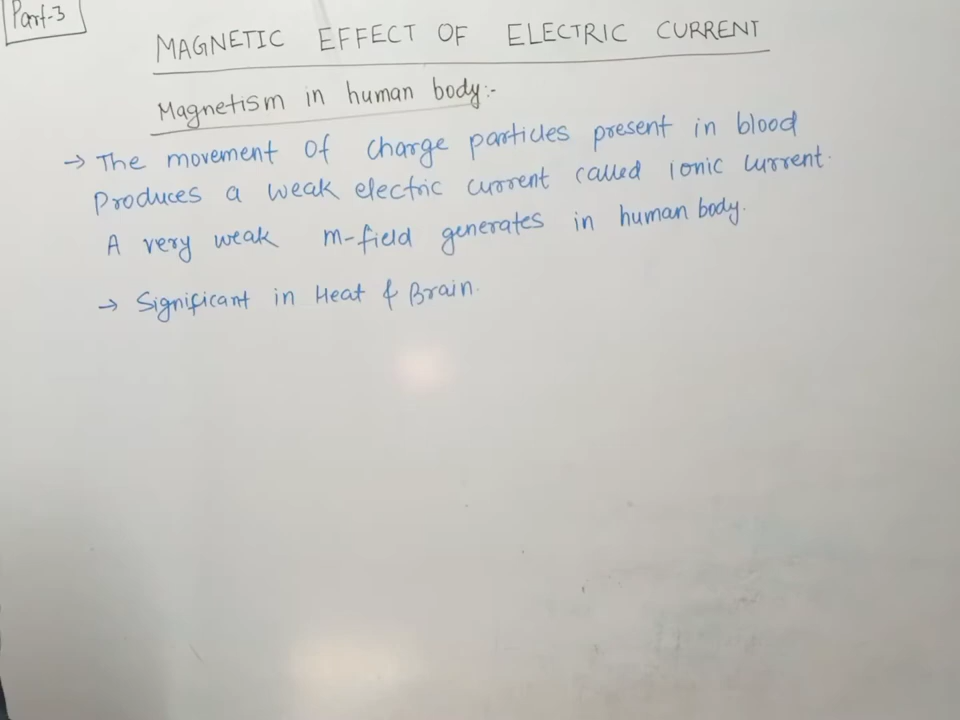 Part-3
MAGNETIC EFFECT OF ELECTRIC CURRENT
Magnetism in human body:-
→ The movement of charge particles present in blood
Produces a weak electric current called ionic current.
A very weak m-field generates in human body.
→ Significant in Heat & Brain.